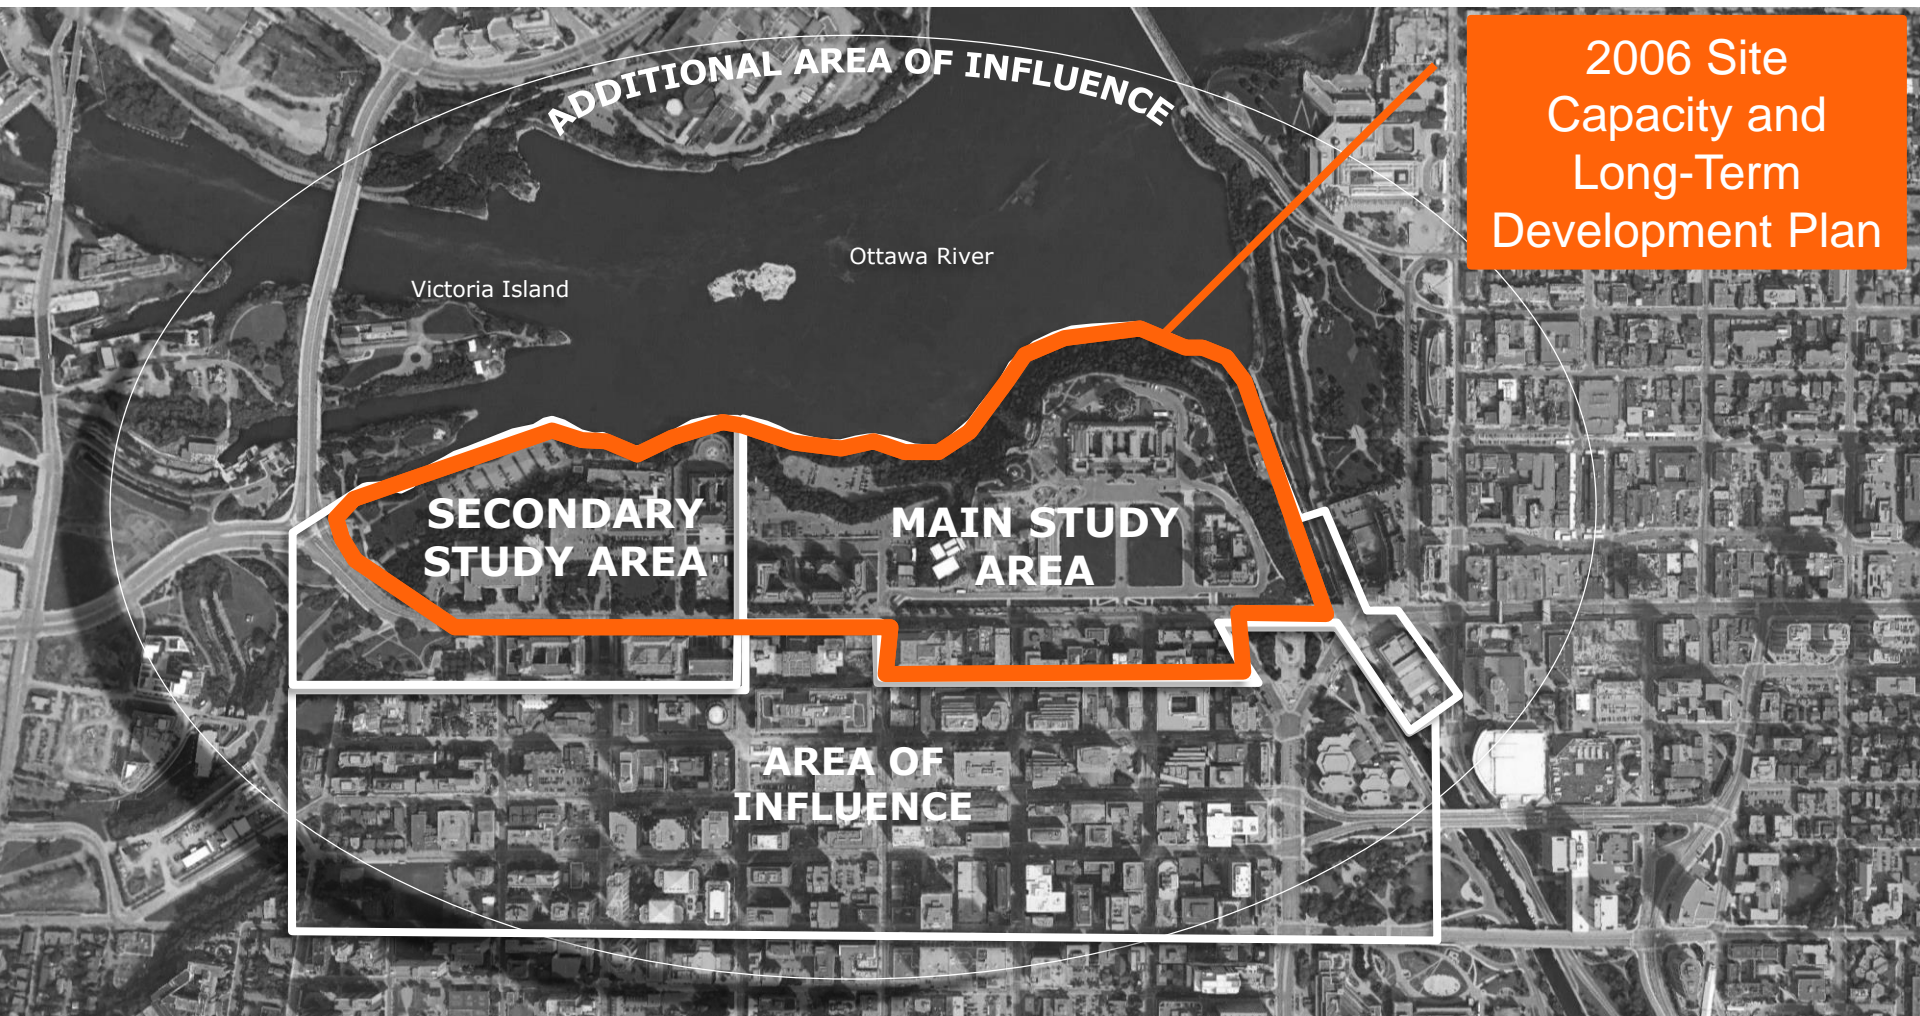 ADDITIONAL AREA OF INFLUENCE
2006 Site
Capacity and
Long-Term
Development Plan
Ottawa River
Victoria Island
SECONDARY
STUDY AREA
MAIN STUDY
AREA
AREA OF
INFLUENCE